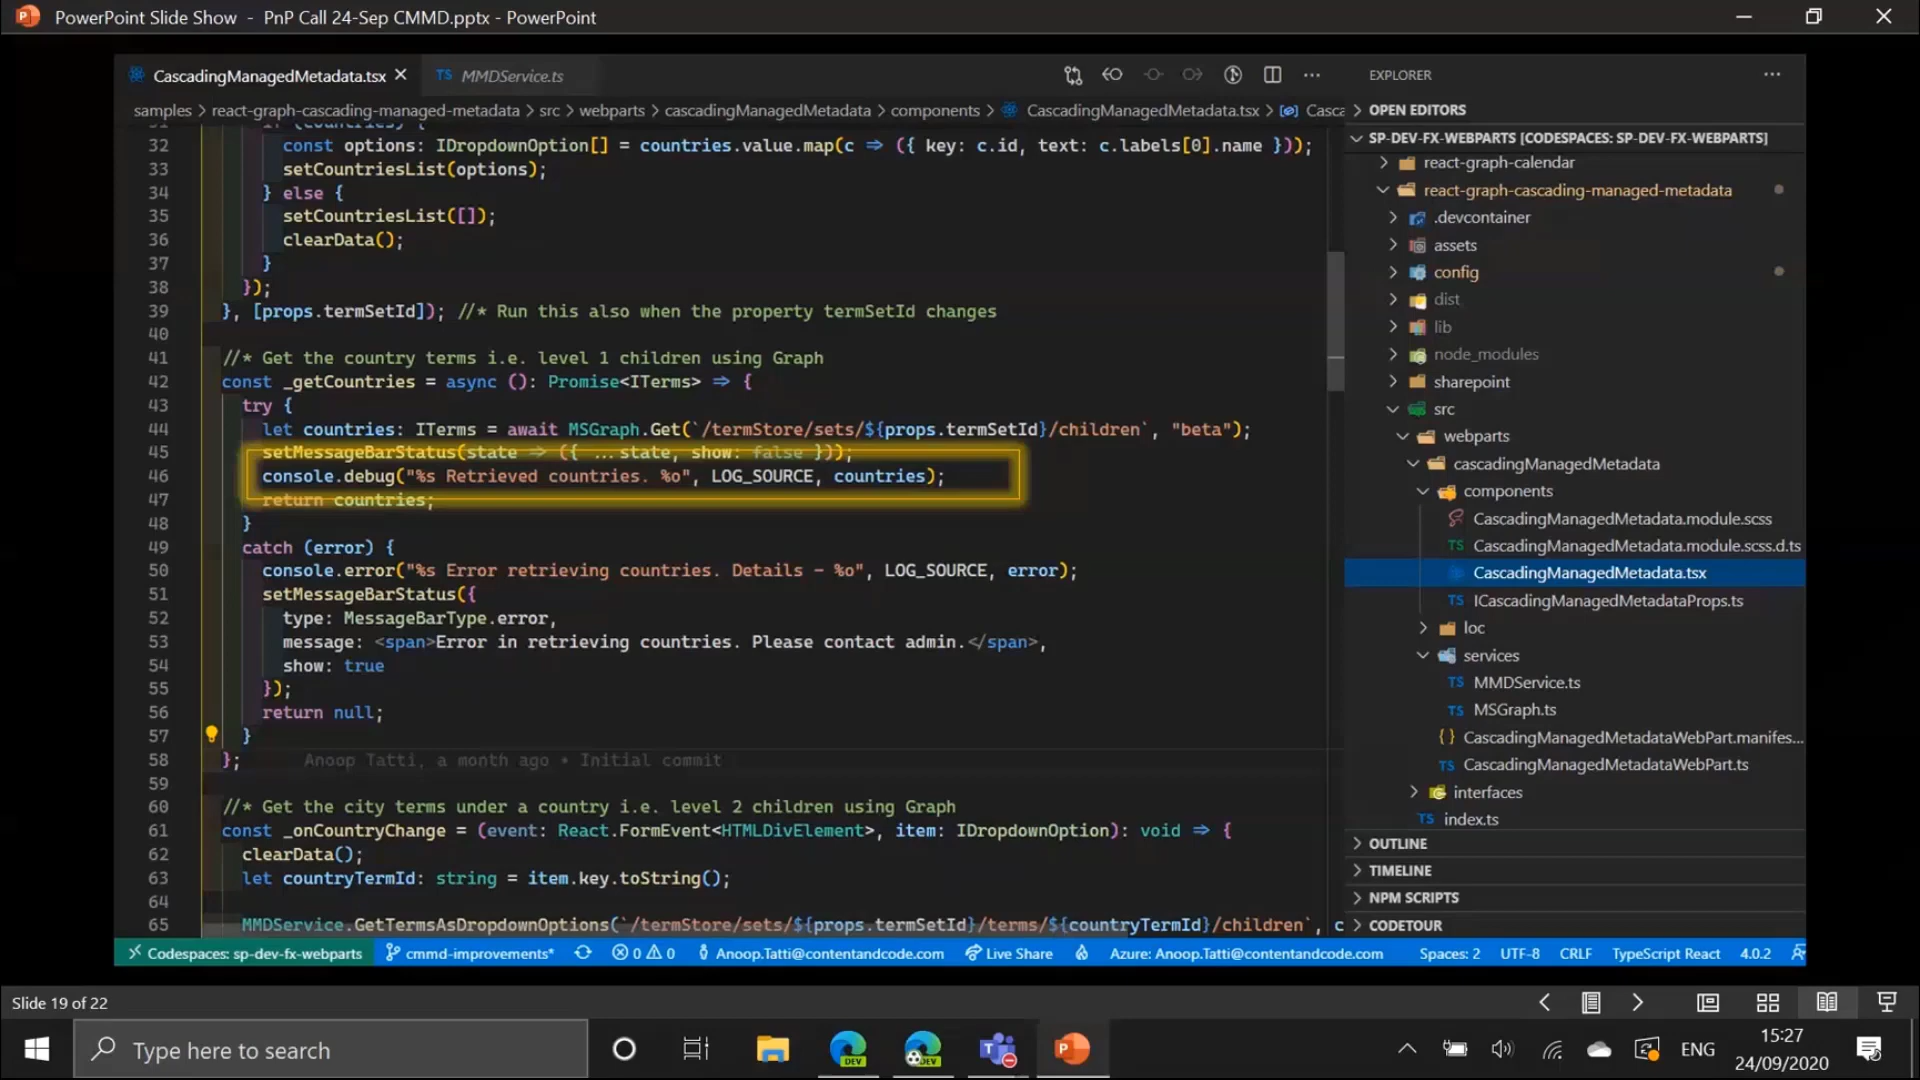 PowerPoint Slide Show - PnP Call 24-Sep CMMD.pptx - PowerPoint
CascadingManagedMetadata.tsx
TS MMDService.ts
samples > react-graph-cascading-managed-metadata > src > webparts > cascadingManagedMetadata > components > CascadingManagedMetadata.tsx > Casca
32 const options: IDropdownOption[] = countries.value.map(c => ({ key: c.id, text: c.labels[0].name }));
33 setCountriesList(options);
34 } else {
35 setCountriesList([]);
36 clearData();
37 }
38 });
39 }, [props.termSetId]); //* Run this also when the property termSetId changes
40
41 //* Get the country terms i.e. level 1 children using Graph
42 const _getCountries = async (): Promise<ITerms> => {
43 try {
44 let countries: ITerms = await MSGraph.Get(`/termStore/sets/${props.termSetId}/children`, "beta");
45 setMessageBarStatus(state => ({ ...state, show: false }));
46 console.debug("%s Retrieved countries. %o", LOG_SOURCE, countries);
47 return countries;
48 }
49 catch (error) {
50 console.error("%s Error retrieving countries. Details - %o", LOG_SOURCE, error);
51 setMessageBarStatus({
52 type: MessageBarType.error,
53 message: <span>Error in retrieving countries. Please contact admin.</span>,
54 show: true
55 });
56 return null;
57 }
58 }; Anoop Tatti, a month ago • Initial commit
59
60 //* Get the city terms under a country i.e. level 2 children using Graph
61 const _onCountryChange = (event: React.FormEvent<HTMLDivElement>, item: IDropdownOption): void => {
62 clearData();
63 let countryTermId: string = item.key.toString();
64
65 MMDService.GetTermsAsDropdownOptions(`/termStore/sets/${props.termSetId}/terms/${countryTermId}/children`, c
EXPLORER
OPEN EDITORS
SP-DEV-FX-WEBPARTS [CODESPACES: SP-DEV-FX-WEBPARTS]
react-graph-calendar
react-graph-cascading-managed-metadata
.devcontainer
assets
config
dist
lib
node_modules
sharepoint
src
webparts
cascadingManagedMetadata
components
CascadingManagedMetadata.module.scss
TS CascadingManagedMetadata.module.scss.d.ts
CascadingManagedMetadata.tsx
TS ICascadingManagedMetadataProps.ts
loc
services
TS MMDService.ts
TS MSGraph.ts
{} CascadingManagedMetadataWebPart.manifes...
TS CascadingManagedMetadataWebPart.ts
interfaces
TS index.ts
OUTLINE
TIMELINE
NPM SCRIPTS
CODETOUR
Codespaces: sp-dev-fx-webparts cmmd-improvements* 0 0 Anoop.Tatti@contentandcode.com Live Share Azure: Anoop.Tatti@contentandcode.com Spaces: 2 UTF-8 CRLF TypeScript React 4.0.2
Slide 19 of 22
Type here to search
DEV
DEV
ENG
15:27
24/09/2020